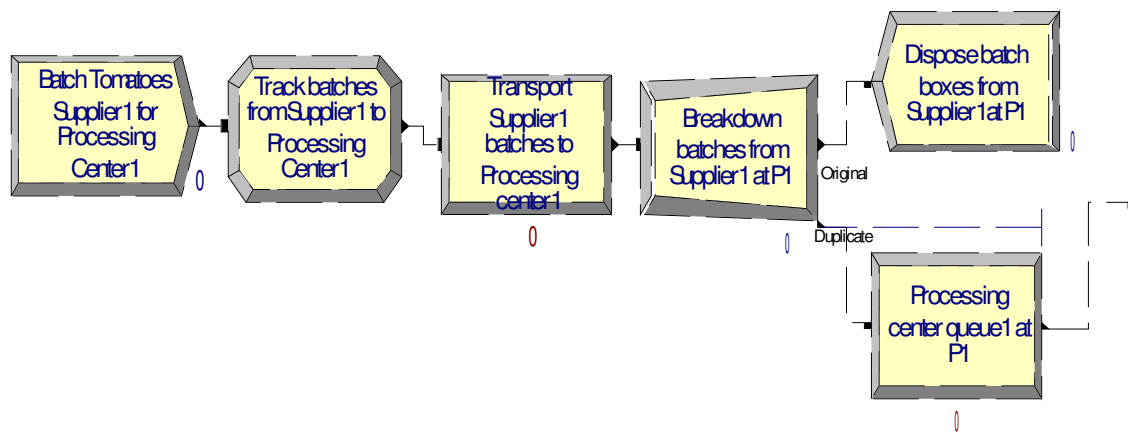 Batch Tomatoes
Supplier1 for
Processing
Center1
0
Track batches
from Supplier1 to
Processing
Center1
Transport
Supplier1
batches to
Processing
center1
0
Breakdown
batches from
Supplier1 at P1
Original
Duplicate
0
Dispose batch
boxes from
Supplier1 at P1
0
Processing
center queue1 at
P1
0